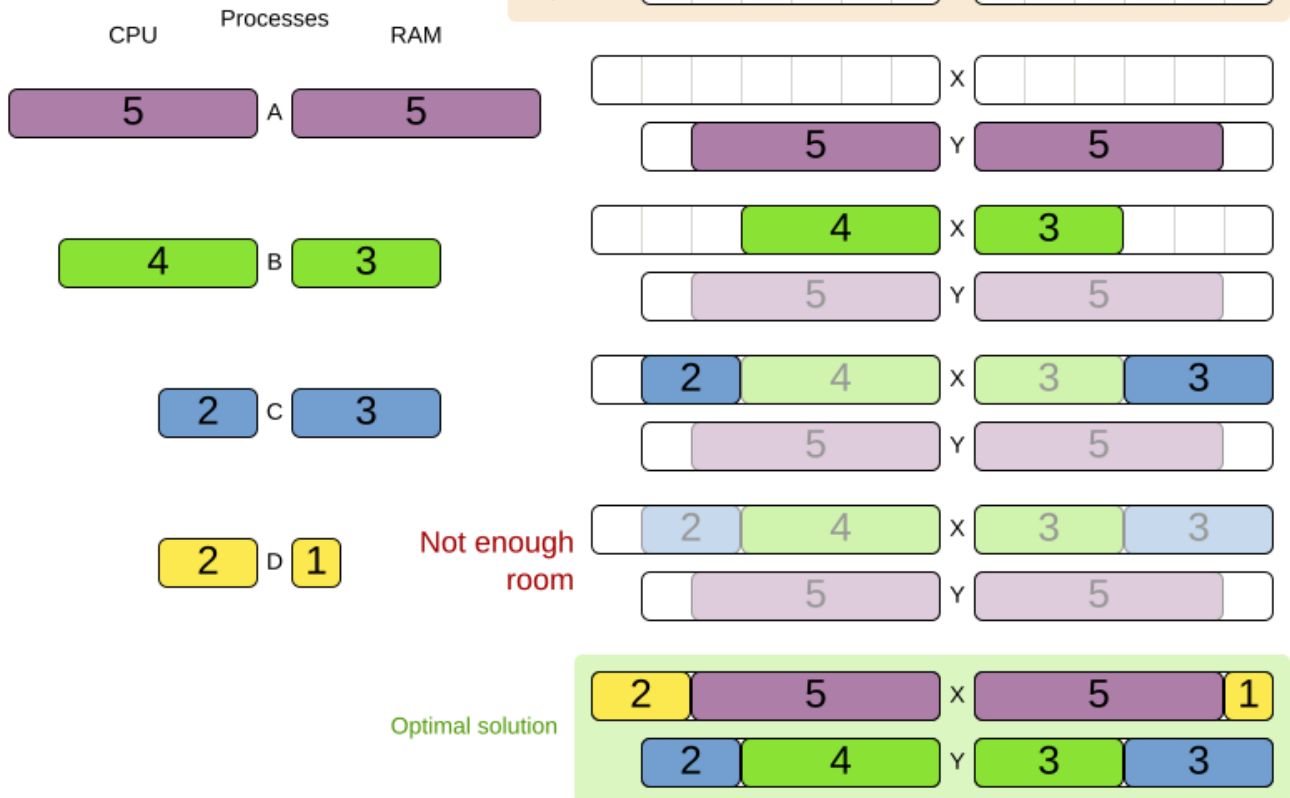 Processes
CPU RAM
X
5 A 5
5 Y 5
4 X 3
4 B 3
5 Y 5
2 4 X 3 3
2 C 3
5 Y 5
2 4 X 3 3
Not enough
room
2 D 1
5 Y 5
2 5 X 5 1
Optimal solution
2 4 Y 3 3